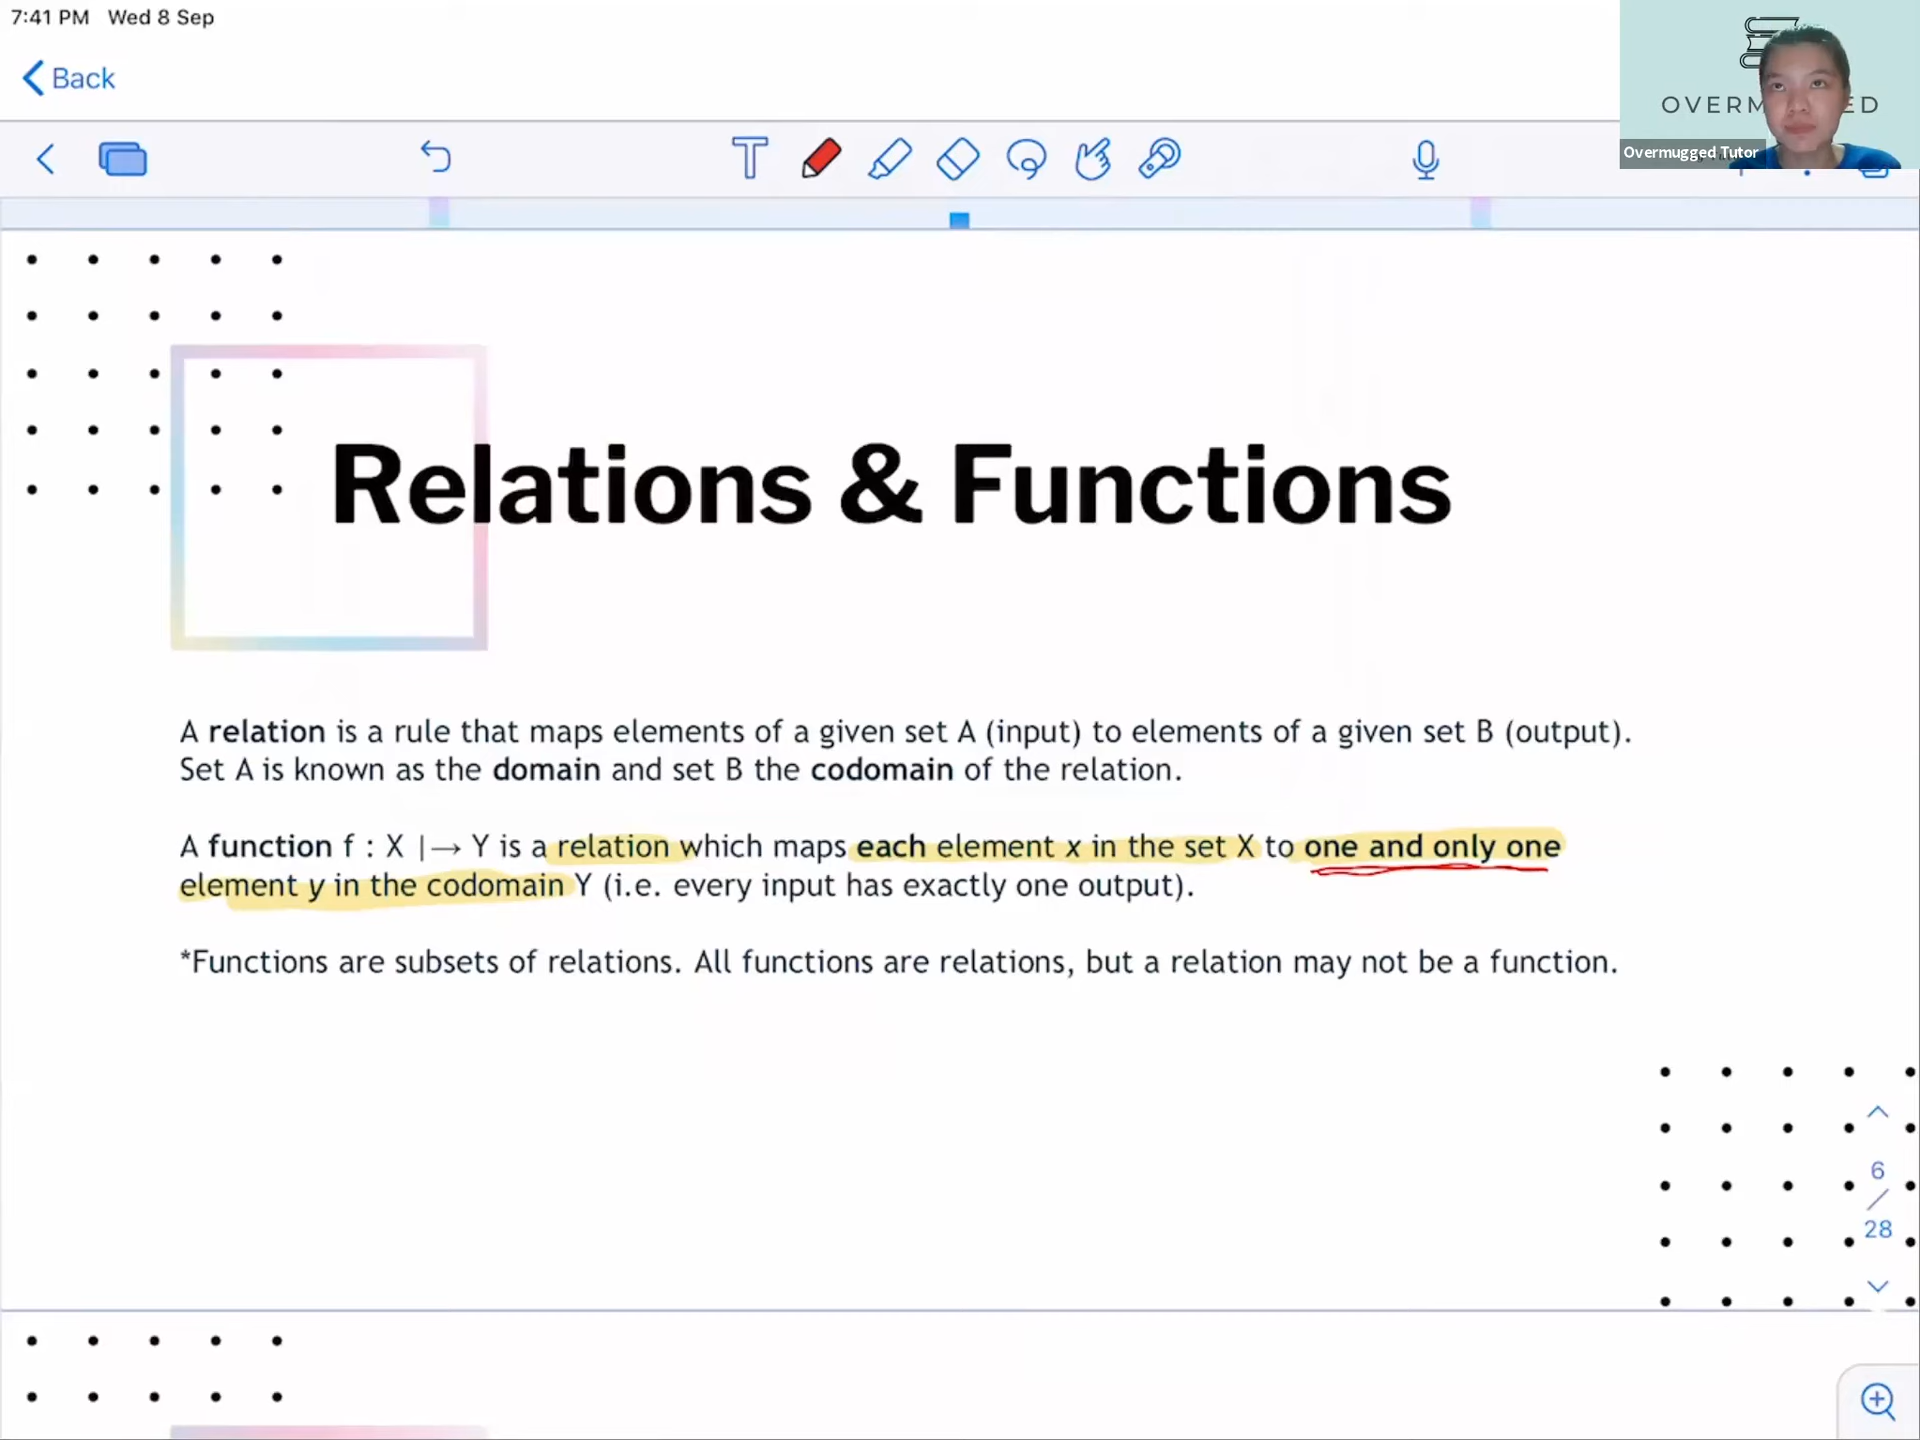 7:41 PM Wed 8 Sep
Back
OVERM ED
Overmugged Tutor
Relations & Functions
A relation is a rule that maps elements of a given set A (input) to elements of a given set B (output).
Set A is known as the domain and set B the codomain of the relation.
A function f : X |→ Y is a relation which maps each element x in the set X to one and only one
element y in the codomain Y (i.e. every input has exactly one output).
*Functions are subsets of relations. All functions are relations, but a relation may not be a function.
6
/
28